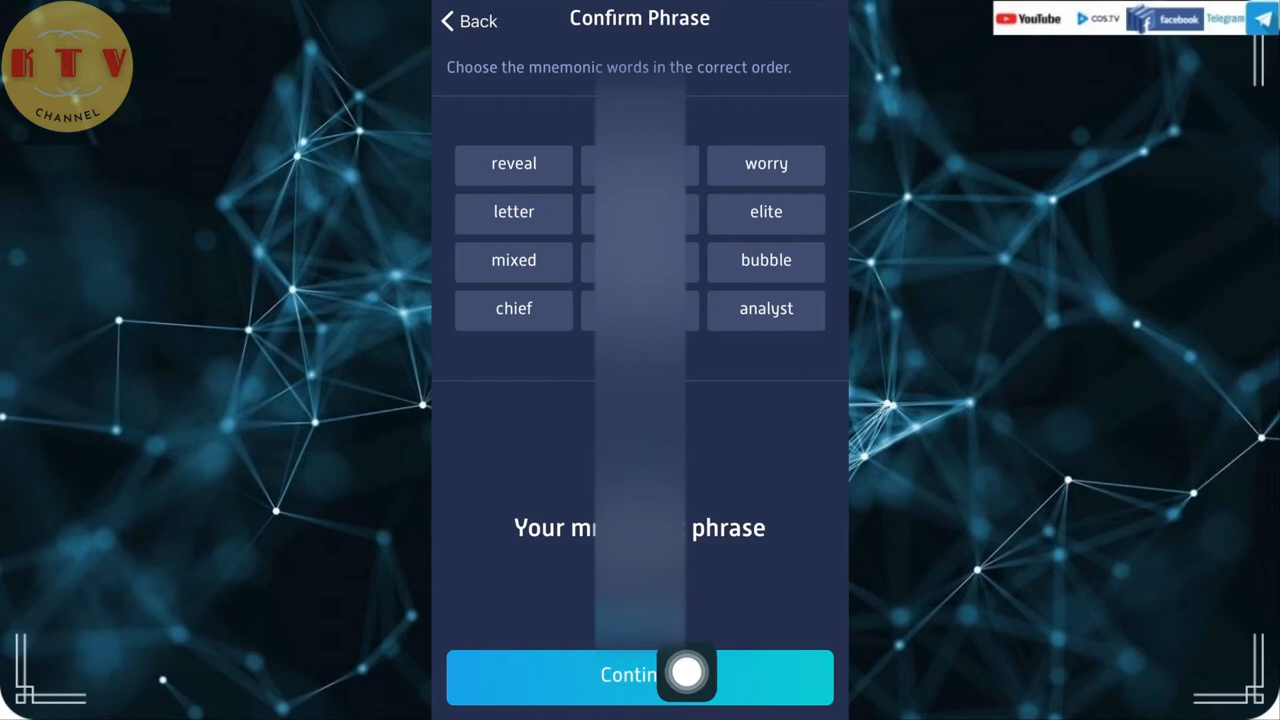 K T V
CHANNEL
YouTube
COS.TV
facebook
Telegram
Back
Confirm Phrase
Choose the mnemonic words in the correct order.
reveal worry
letter elite
mixed bubble
chief analyst
Your phrase